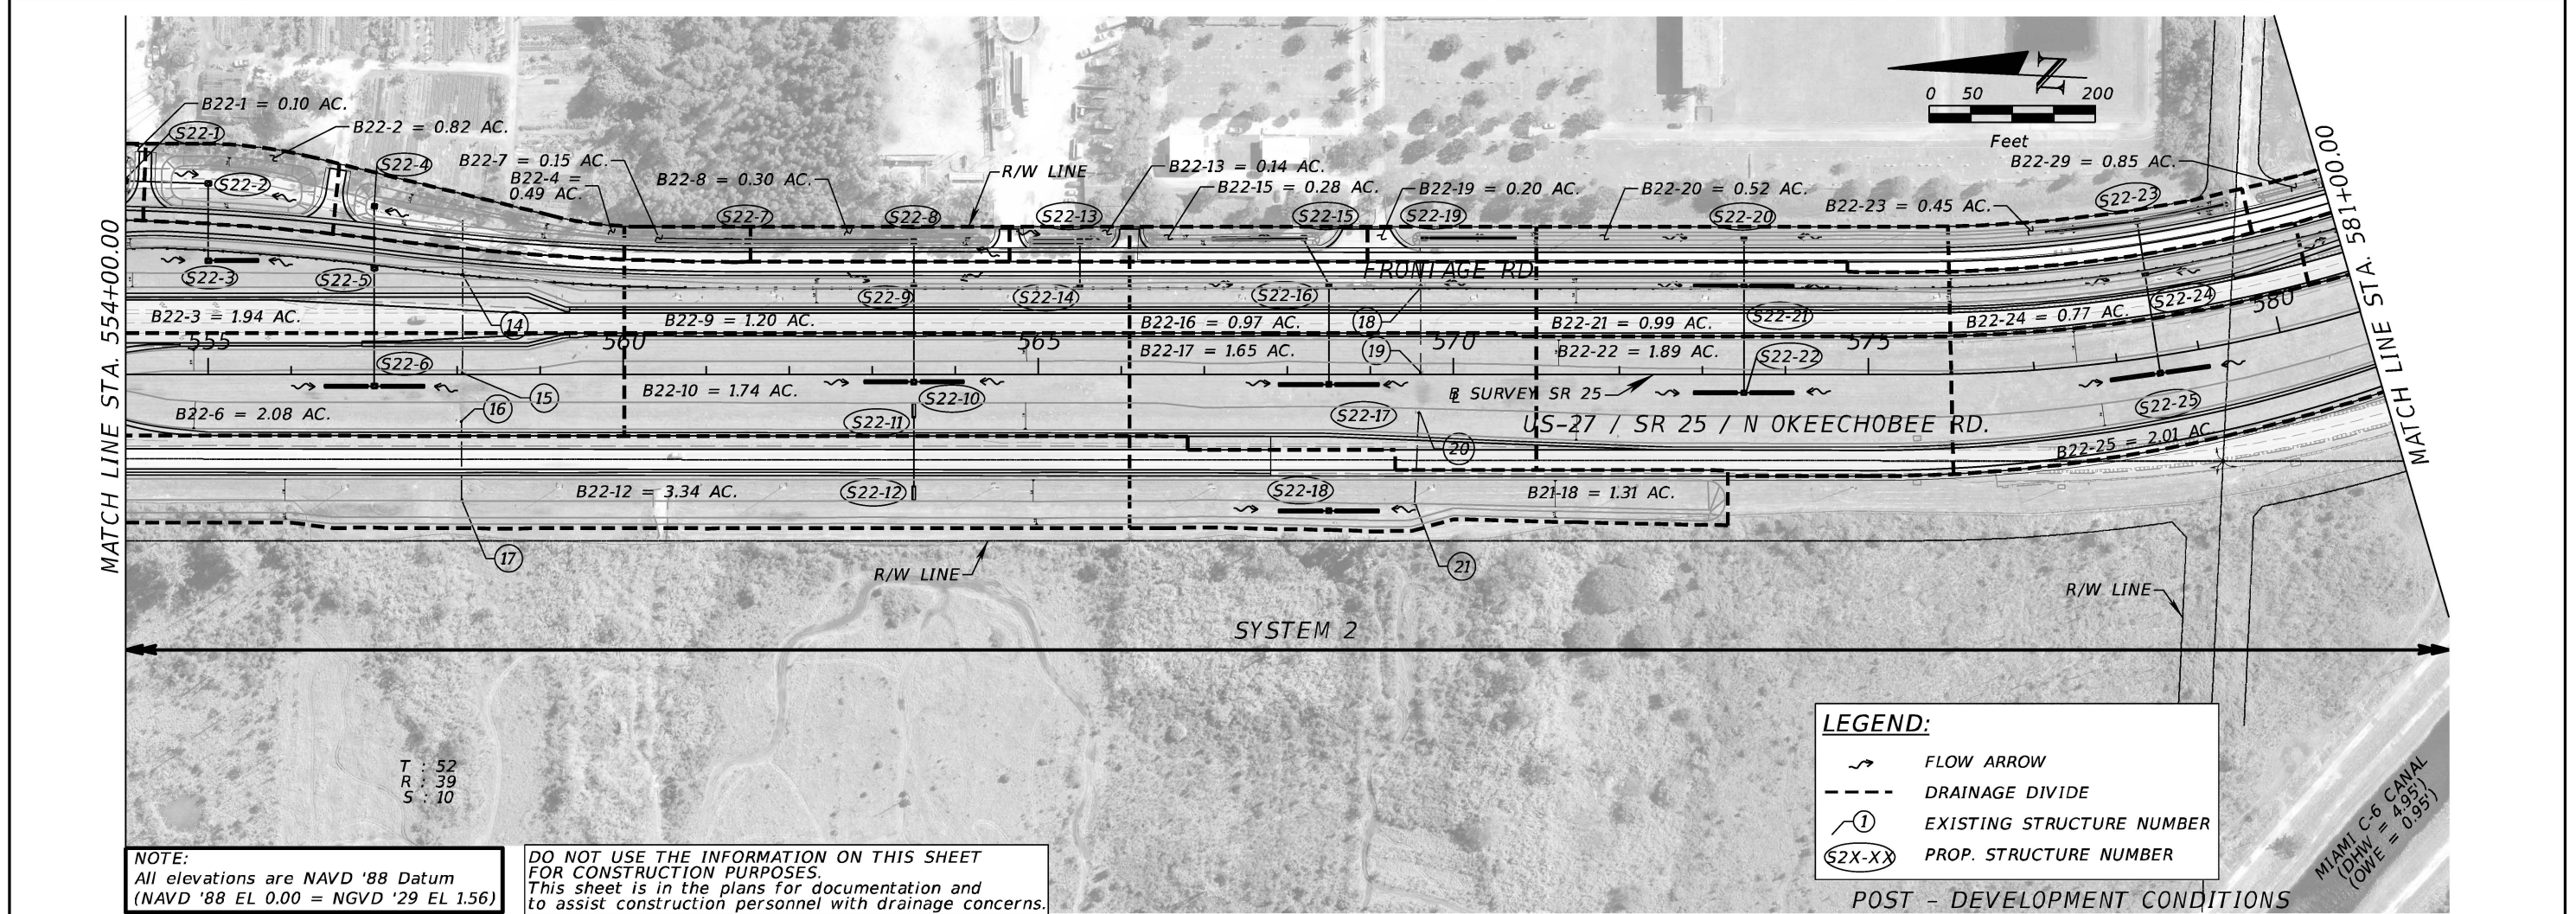 0 50 200
Feet
B22-1 = 0.10 AC.
S22-1
B22-2 = 0.82 AC.
S22-2
S22-4
B22-7 = 0.15 AC.
B22-4 =
0.49 AC.
B22-8 = 0.30 AC.
S22-7
S22-8
R/W LINE
S22-13
B22-13 = 0.14 AC.
B22-15 = 0.28 AC.
S22-15
B22-19 = 0.20 AC.
S22-19
B22-20 = 0.52 AC.
S22-20
B22-23 = 0.45 AC.
B22-29 = 0.85 AC.
S22-23
MATCH LINE STA. 554+00.00
MATCH LINE STA. 581+00.00
S22-3
S22-5
S22-9
S22-14
S22-16
FRONTAGE RD.
S22-21
S22-24
B22-3 = 1.94 AC.
14
B22-9 = 1.20 AC.
B22-16 = 0.97 AC.
18
B22-21 = 0.99 AC.
B22-24 = 0.77 AC.
555
560
565
570
575
580
S22-6
B22-17 = 1.65 AC.
19
B22-22 = 1.89 AC.
S22-22
B22-10 = 1.74 AC.
S22-10
15
16
B22-6 = 2.08 AC.
S22-11
S22-17
℄ SURVEY SR 25
US-27 / SR 25 / N OKEECHOBEE RD.
S22-25
B22-25 = 2.01 AC.
20
B22-12 = 3.34 AC.
S22-12
S22-18
B21-18 = 1.31 AC.
17
21
R/W LINE
R/W LINE
SYSTEM 2
T : 52
R : 39
S : 10
LEGEND:
FLOW ARROW
DRAINAGE DIVIDE
1 EXISTING STRUCTURE NUMBER
S2X-XX PROP. STRUCTURE NUMBER
MIAMI C-6 CANAL
(DHW = 4.95')
(OWE = 0.95')
NOTE:
All elevations are NAVD '88 Datum
(NAVD '88 EL 0.00 = NGVD '29 EL 1.56)
DO NOT USE THE INFORMATION ON THIS SHEET
FOR CONSTRUCTION PURPOSES.
This sheet is in the plans for documentation and
to assist construction personnel with drainage concerns.
POST - DEVELOPMENT CONDITIONS